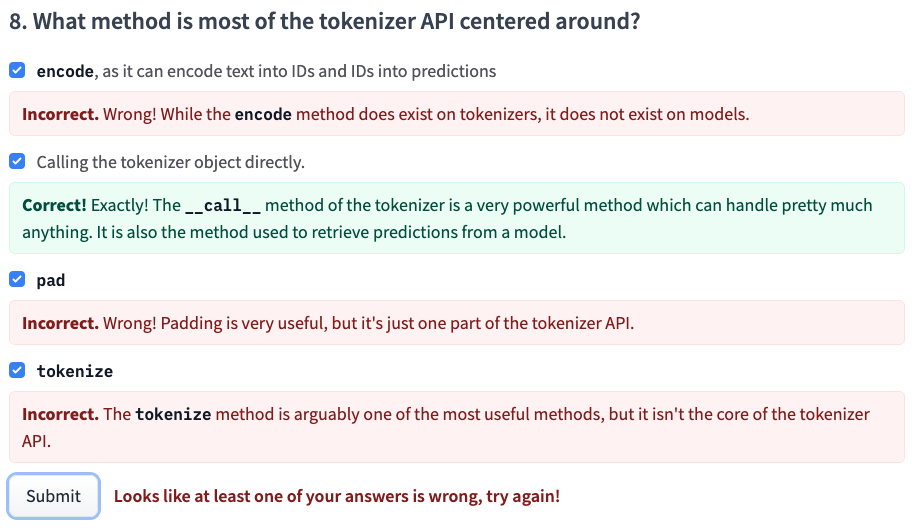 8. What method is most of the tokenizer API centered around?
encode, as it can encode text into IDs and IDs into predictions
Incorrect. Wrong! While the encode method does exist on tokenizers, it does not exist on models.
Calling the tokenizer object directly.
Correct! Exactly! The __call__ method of the tokenizer is a very powerful method which can handle pretty much
anything. It is also the method used to retrieve predictions from a model.
pad
Incorrect. Wrong! Padding is very useful, but it's just one part of the tokenizer API.
tokenize
Incorrect. The tokenize method is arguably one of the most useful methods, but it isn't the core of the tokenizer
API.
Submit Looks like at least one of your answers is wrong, try again!